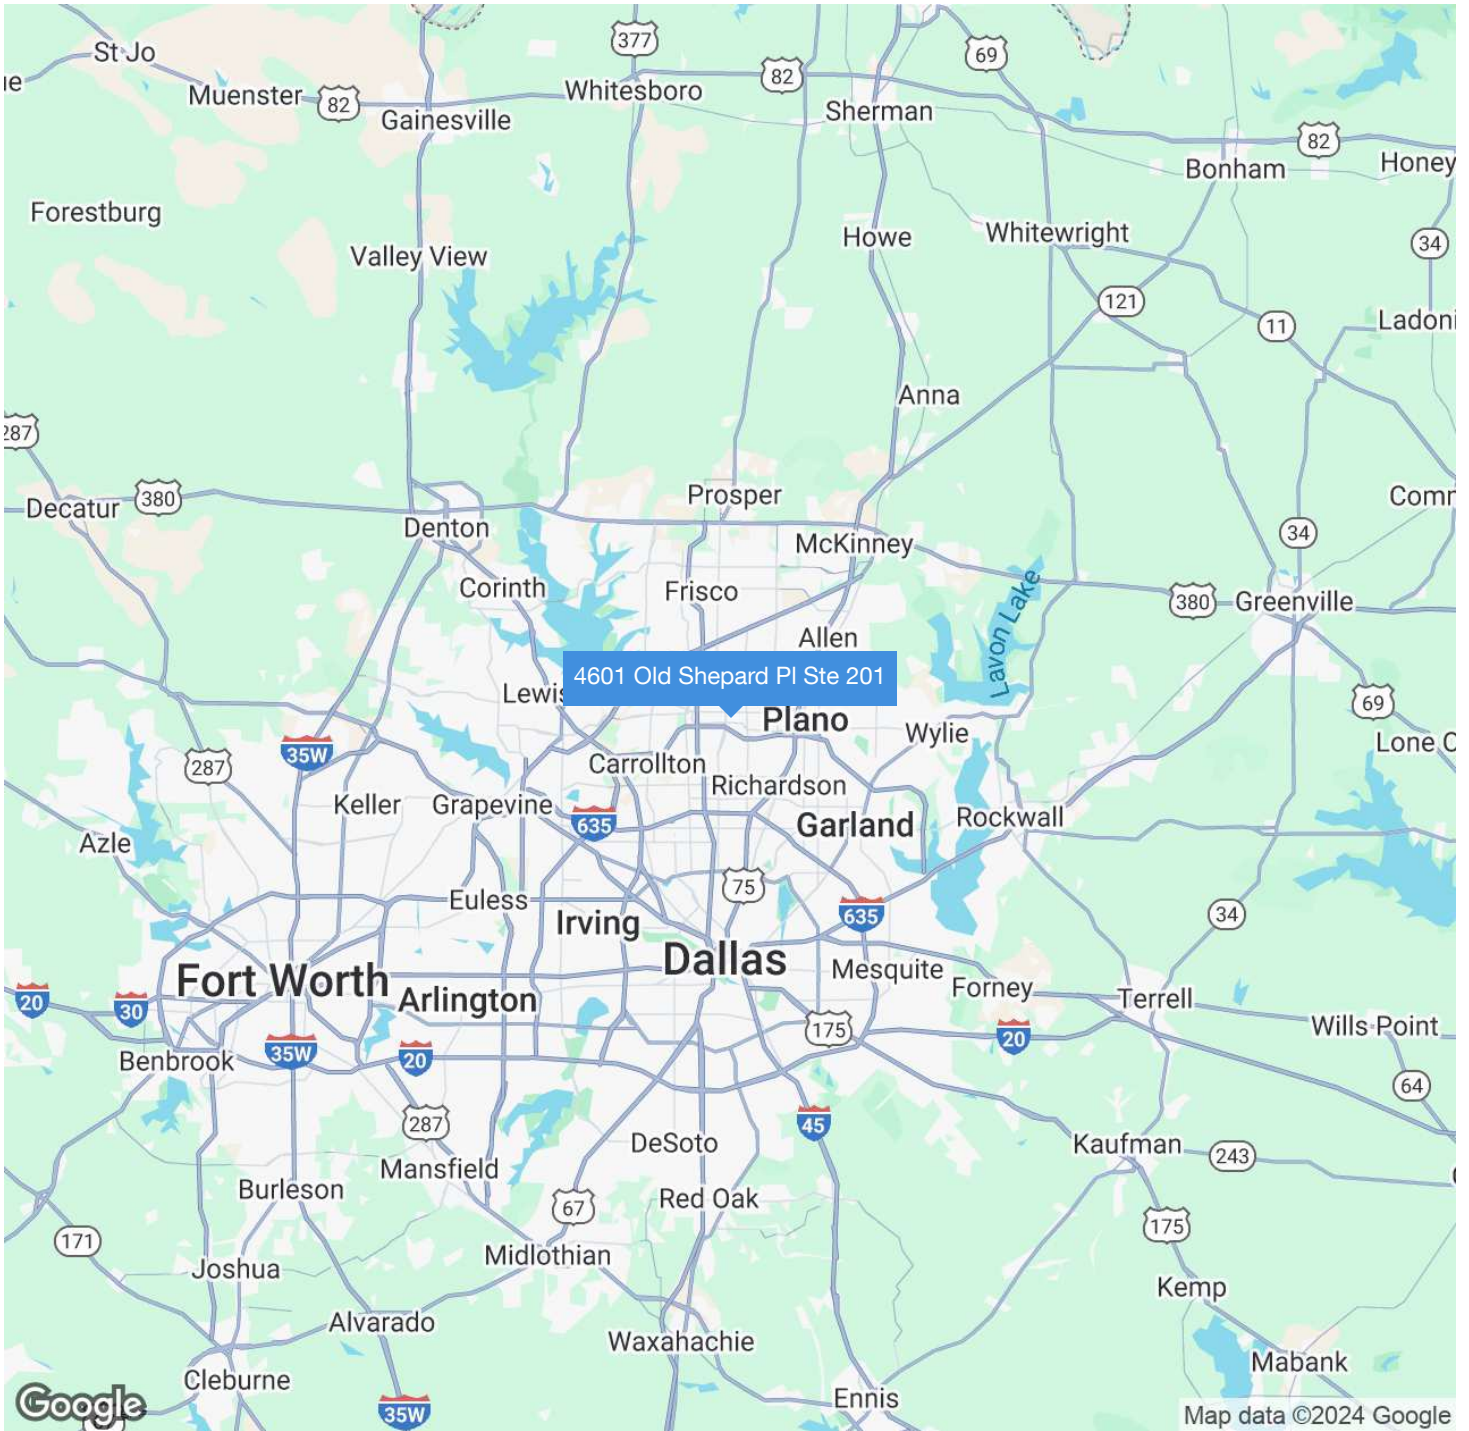 St Jo
377
69
Muenster
82
Whitesboro
82
Gainesville
Sherman
82
Bonham
Honey
Forestburg
Valley View
Howe
Whitewright
34
121
11
Ladoni
Anna
287
Decatur
380
Prosper
Denton
McKinney
34
Corinth
Frisco
Lavon Lake
380
Greenville
Allen
4601 Old Shepard Pl Ste 201
Lewis
Plano
Wylie
69
35W
287
Carrollton
Lone
Richardson
Keller
Grapevine
635
Garland
Rockwall
Azle
75
Euless
Irving
635
34
Dallas
Fort Worth
Arlington
Mesquite
Forney
Terrell
20
30
175
20
Wills Point
Benbrook
35W
20
64
287
45
DeSoto
Kaufman
243
Mansfield
Burleson
67
Red Oak
175
171
Midlothian
Joshua
Kemp
Alvarado
Waxahachie
Mabank
Cleburne
Ennis
35W
Google
Map data ©2024 Google